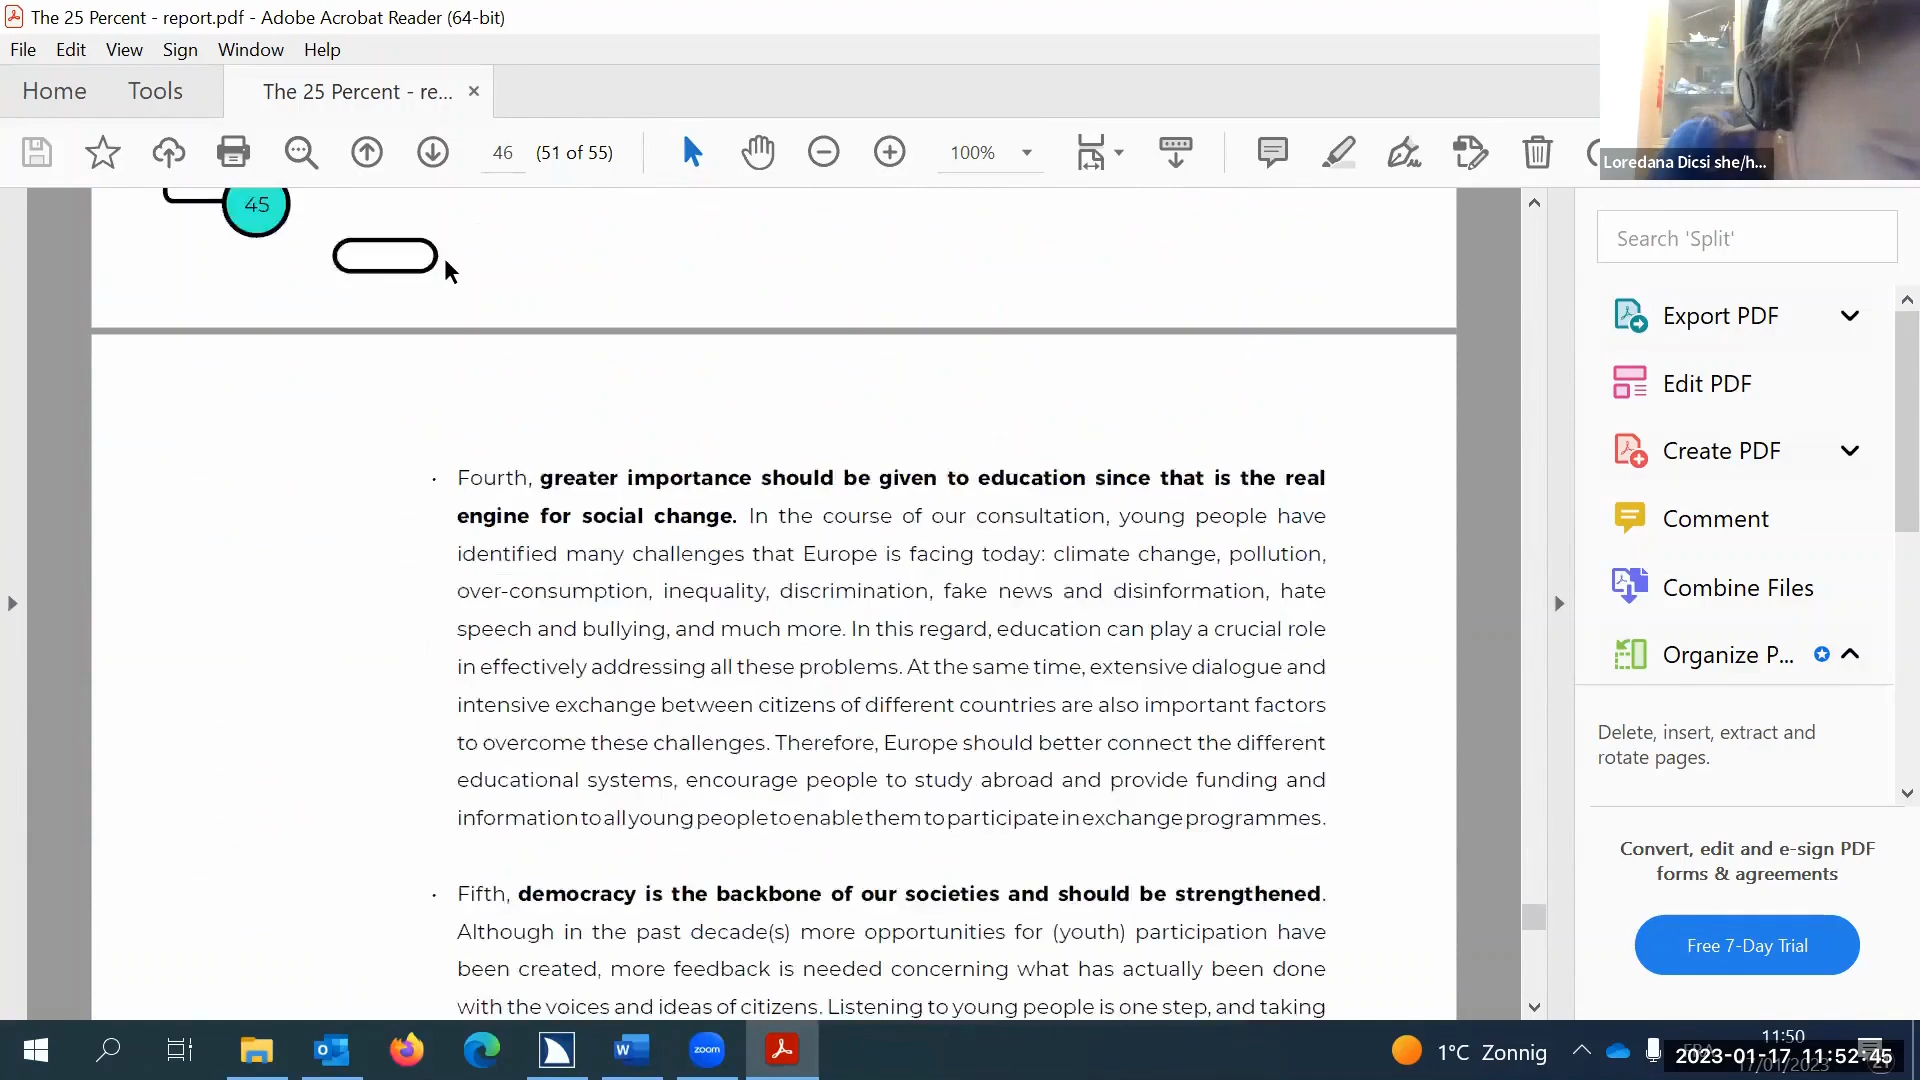 The 25 Percent - report.pdf - Adobe Acrobat Reader (64-bit)
File Edit View Sign Window Help
Home Tools The 25 Percent - re... ×
46 (51 of 55) 100%
Loredana Dicsi she/h...
45
Search 'Split'
Export PDF
Edit PDF
Create PDF
Comment
Combine Files
Organize P...
Delete, insert, extract and
rotate pages.
Convert, edit and e-sign PDF
forms & agreements
Free 7-Day Trial
· Fourth, greater importance should be given to education since that is the real
engine for social change. In the course of our consultation, young people have
identified many challenges that Europe is facing today: climate change, pollution,
over-consumption, inequality, discrimination, fake news and disinformation, hate
speech and bullying, and much more. In this regard, education can play a crucial role
in effectively addressing all these problems. At the same time, extensive dialogue and
intensive exchange between citizens of different countries are also important factors
to overcome these challenges. Therefore, Europe should better connect the different
educational systems, encourage people to study abroad and provide funding and
information to all young people to enable them to participate in exchange programmes.
· Fifth, democracy is the backbone of our societies and should be strengthened.
Although in the past decade(s) more opportunities for (youth) participation have
been created, more feedback is needed concerning what has actually been done
with the voices and ideas of citizens. Listening to young people is one step, and taking
zoom
1°C Zonnig
11:50
2023-01-17 11:52:45
17/01/2023
21